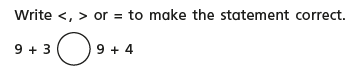 Write <, > or = to make the statement correct.
9 + 3 9 + 4